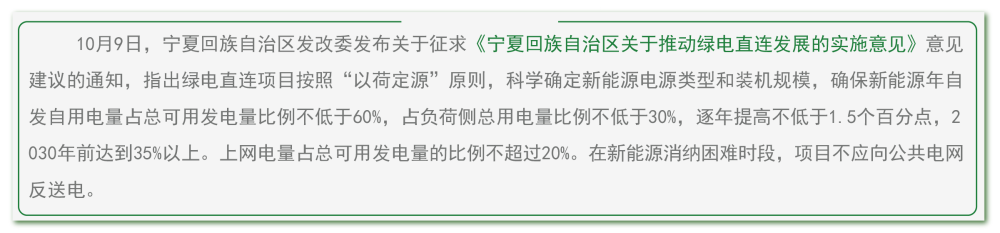 10月9日，宁夏回族自治区发改委发布关于征求《宁夏回族自治区关于推动绿电直连发展的实施意见》意见
建议的通知，指出绿电直连项目按照“以荷定源”原则，科学确定新能源电源类型和装机规模，确保新能源年自
发自用电量占总可用发电量比例不低于60%，占负荷侧总用电量比例不低于30%，逐年提高不低于1.5个百分点，2
030年前达到35%以上。上网电量占总可用发电量的比例不超过20%。在新能源消纳困难时段，项目不应向公共电网
反送电。